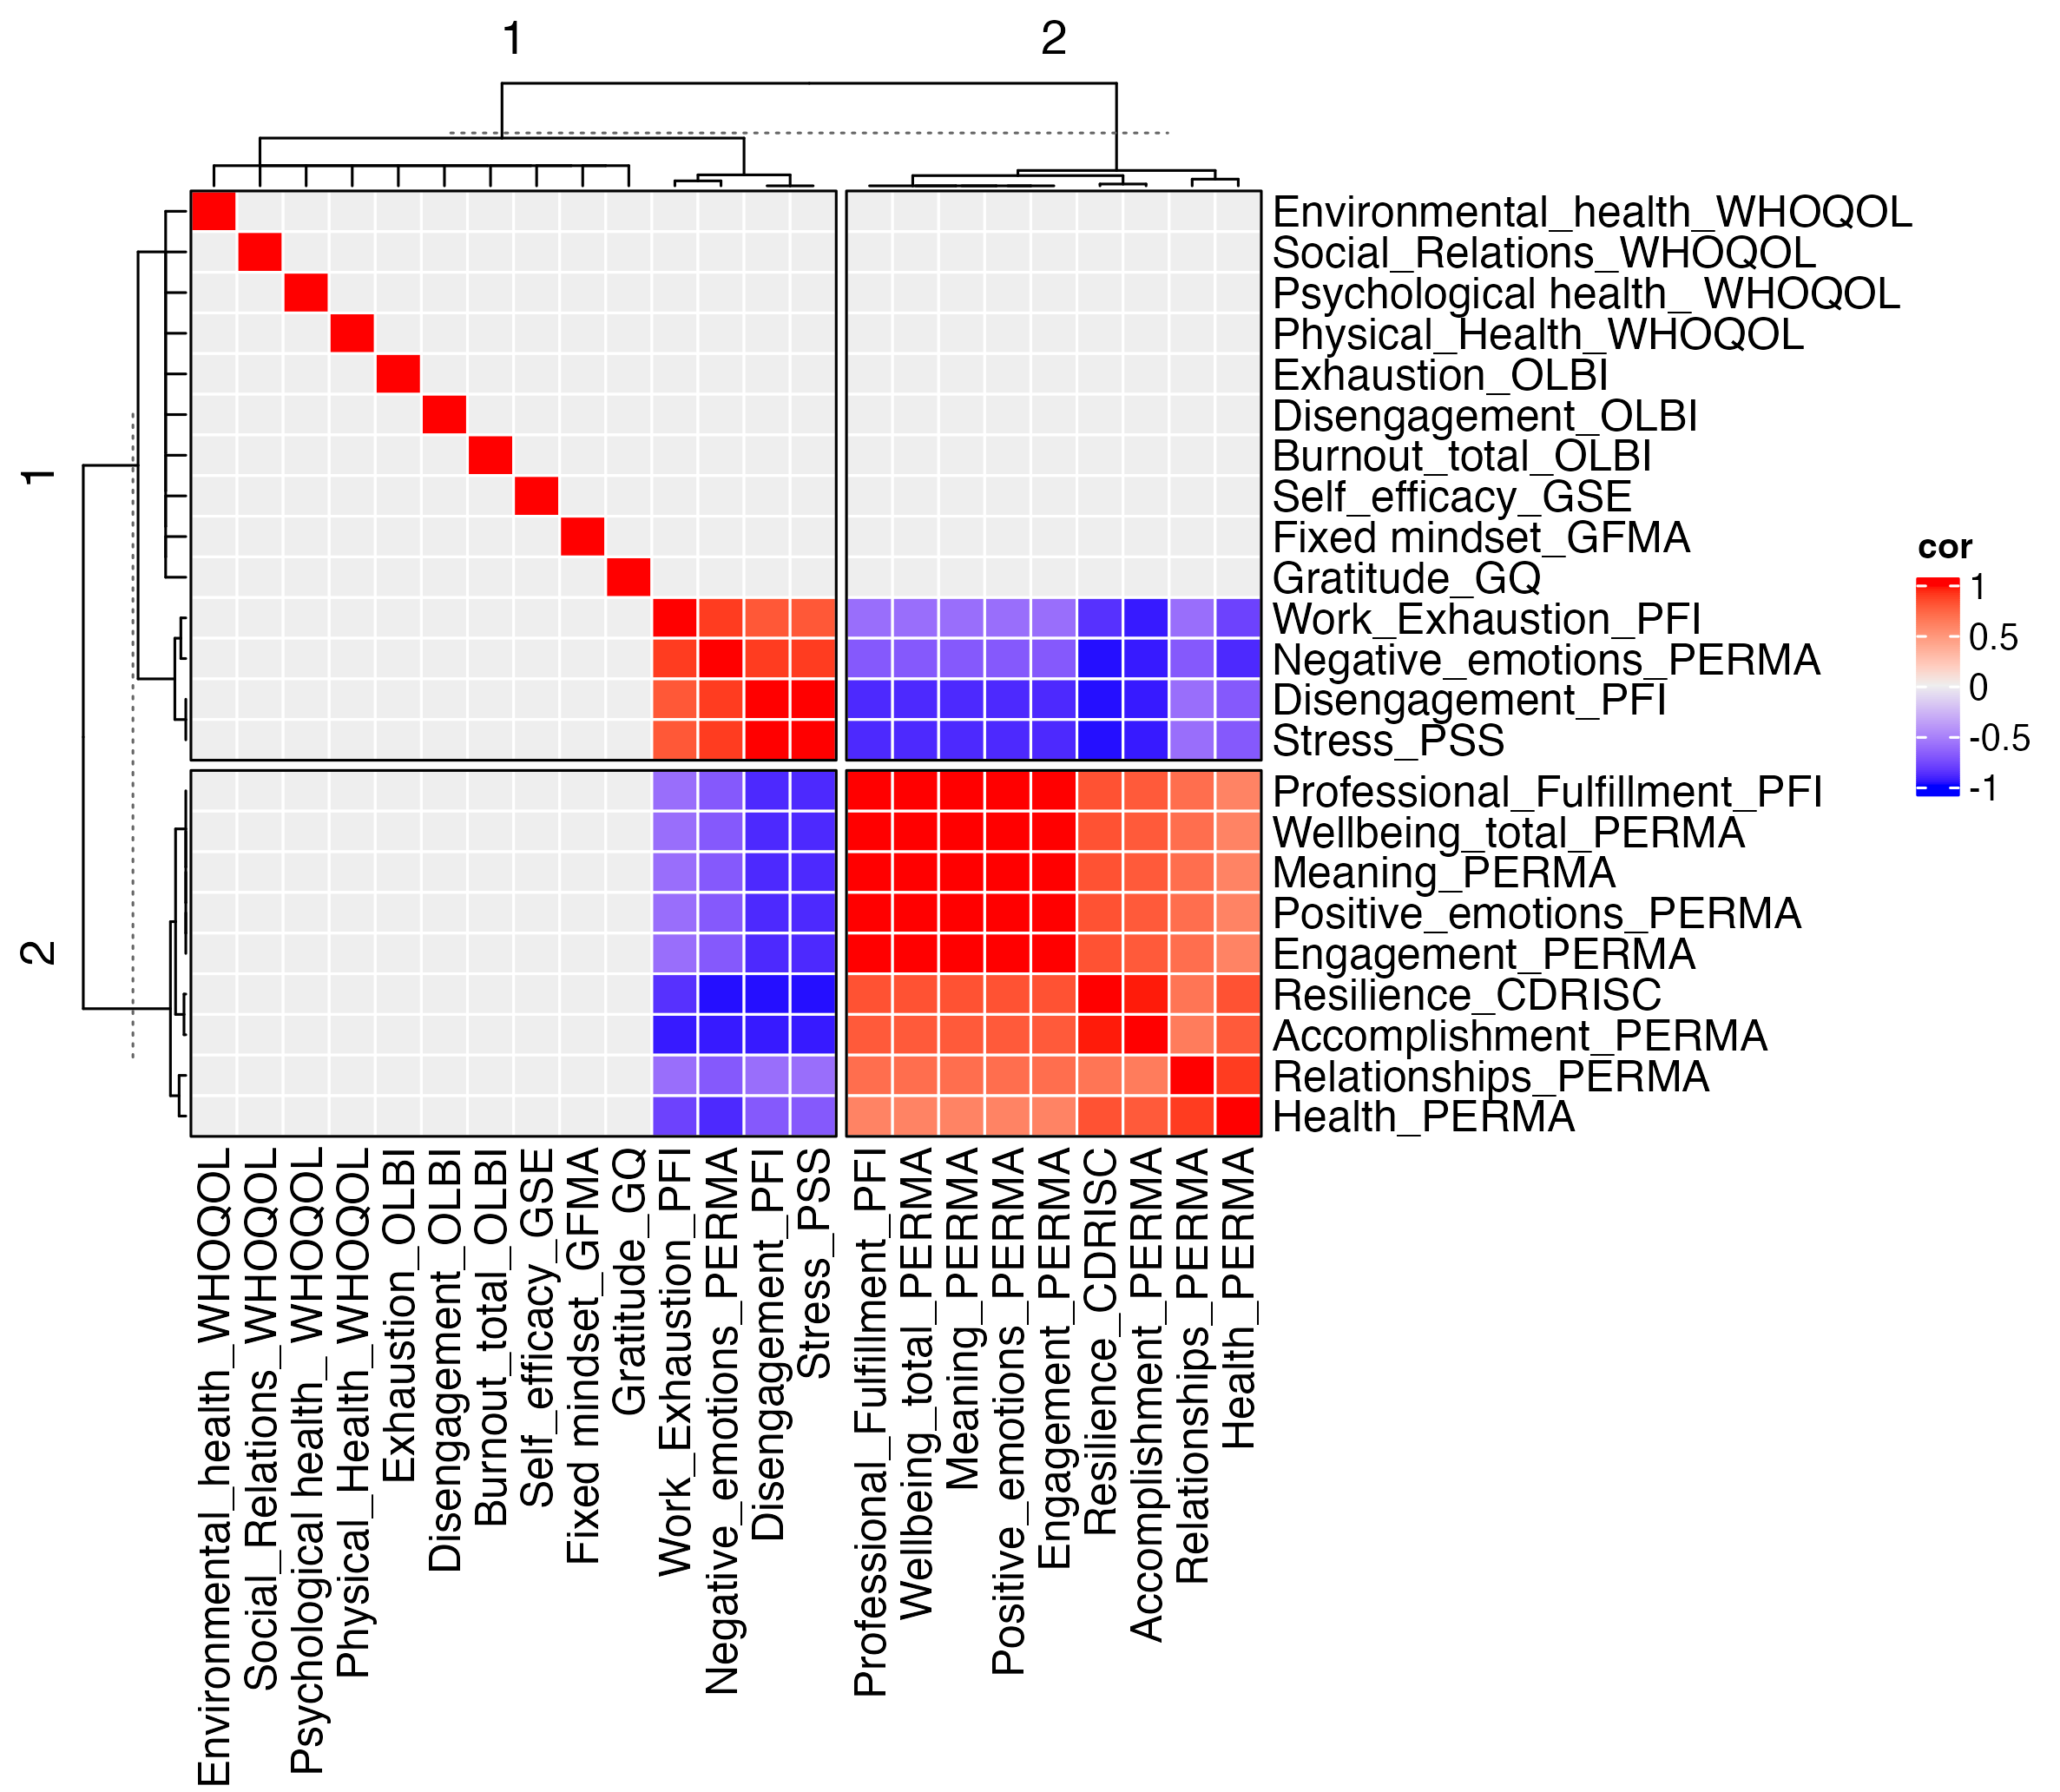 1
2
1
2
Environmental_health_WHOQOL
Social_Relations_WHOQOL
Psychological health_ WHOQOL
Physical_Health_WHOQOL
Exhaustion_OLBI
Disengagement_OLBI
Burnout_total_OLBI
Self_efficacy_GSE
Fixed mindset_GFMA
Gratitude_GQ
Work_Exhaustion_PFI
Negative_emotions_PERMA
Disengagement_PFI
Stress_PSS
Professional_Fulfillment_PFI
Wellbeing_total_PERMA
Meaning_PERMA
Positive_emotions_PERMA
Engagement_PERMA
Resilience_CDRISC
Accomplishment_PERMA
Relationships_PERMA
Health_PERMA
cor
1
0.5
0
-0.5
-1
Environmental_health_WHOQOL
Social_Relations_WHOQOL
Psychological health_ WHOQOL
Physical_Health_WHOQOL
Exhaustion_OLBI
Disengagement_OLBI
Burnout_total_OLBI
Self_efficacy_GSE
Fixed mindset_GFMA
Gratitude_GQ
Work_Exhaustion_PFI
Negative_emotions_PERMA
Disengagement_PFI
Stress_PSS
Professional_Fulfillment_PFI
Wellbeing_total_PERMA
Meaning_PERMA
Positive_emotions_PERMA
Engagement_PERMA
Resilience_CDRISC
Accomplishment_PERMA
Relationships_PERMA
Health_PERMA